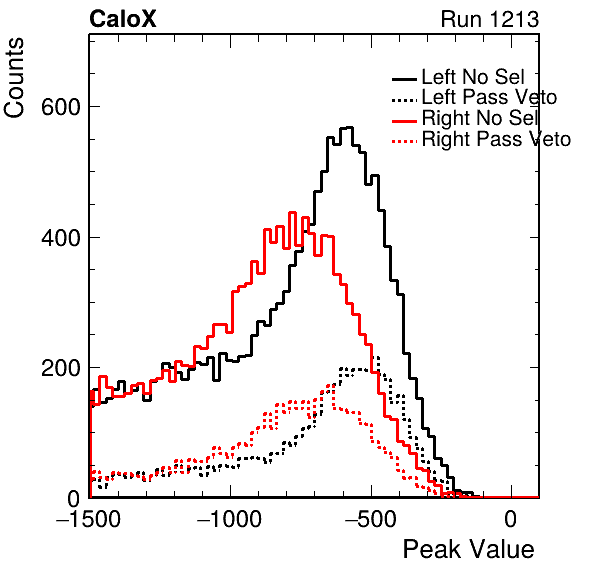 CaloX Run 1213
Counts
Left No Sel
Left Pass Veto
Right No Sel
Right Pass Veto
600
400
200
0
−1500 −1000 −500 0
Peak Value